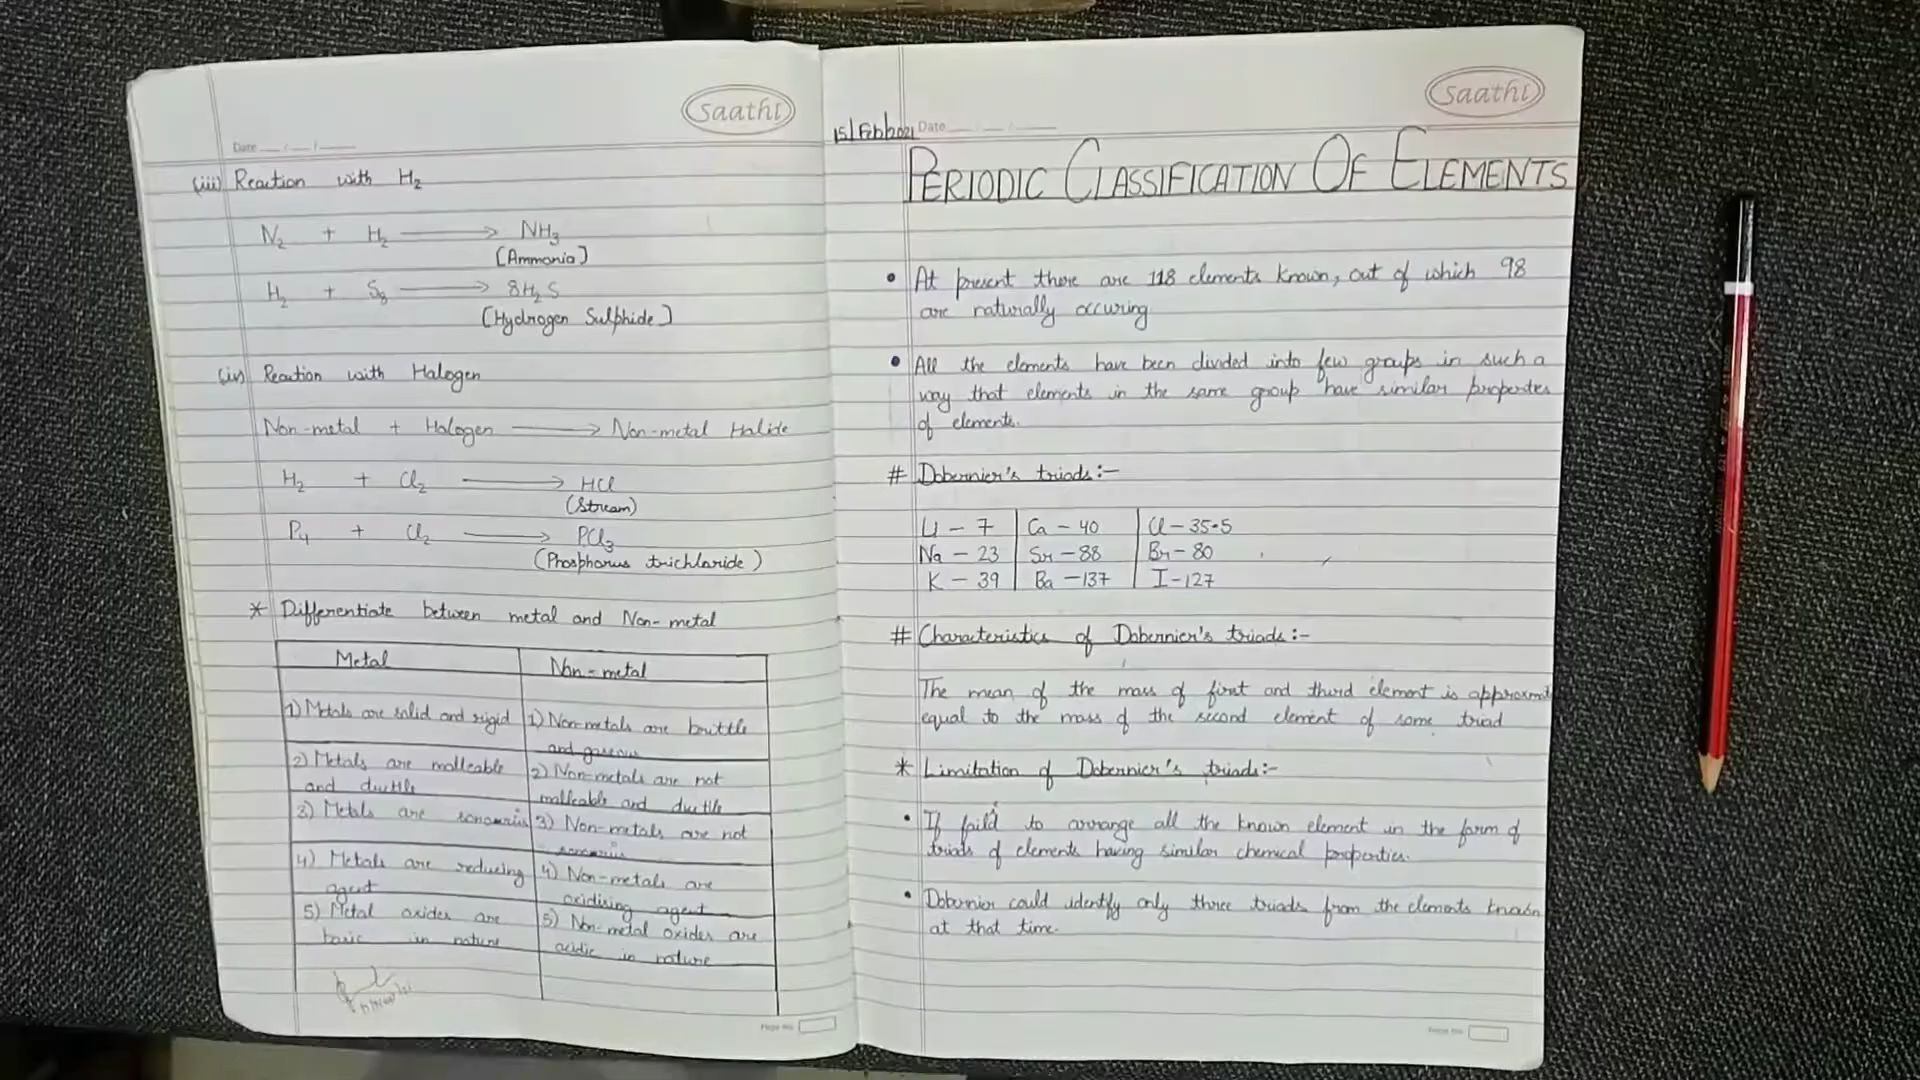 saathi
Date
(iii) Reaction with H₂
N₂ + H₂ ⟶ NH₃
(Ammonia)
H₂ + S₈ ⟶ 8H₂S
(Hydrogen Sulphide)
(iv) Reaction with Halogen
Non-metal + Halogen ⟶ Non-metal Halide
H₂ + Cl₂ ⟶ HCl
(Stream)
P₄ + Cl₂ ⟶ PCl₃
(Phosphorus trichloride)
* Differentiate between metal and Non-metal
Metal | Non-metal
1) Metals are solid and rigid | 1) Non-metals are brittle
and gaseous
2) Metals are malleable | 2) Non-metals are not
and ductile | malleable and ductile
3) Metals are sonourius | 3) Non-metals are not
sonourius
4) Metals are reducing | 4) Non-metals are
agent | oxidising agent
5) Metal oxides are | 5) Non-metal oxides are
basic in nature | acidic in nature
Page No.
saathi
15/Feb/2021 Date
PERIODIC CLASSIFICATION OF ELEMENTS
• At present there are 118 elements known, out of which 98
are naturally occuring
• All the elements have been divided into few groups in such a
way that elements in the same group have similar properties
of elements.
# Dobernier's triads:-
Li - 7 | Ca - 40 | Cl - 35.5
Na - 23 | Sr - 88 | Br - 80
K - 39 | Ba - 137 | I - 127
# Characteristics of Dobernier's triads:-
The mean of the mass of first and third element is approximt
equal to the mass of the second element of same triad
* Limitation of Dobernier's triads:-
• If faild to arrange all the known element in the form of
triads of elements having similar chemical properties.
• Dobernier could identify only three triads from the elements known
at that time.
Page No.